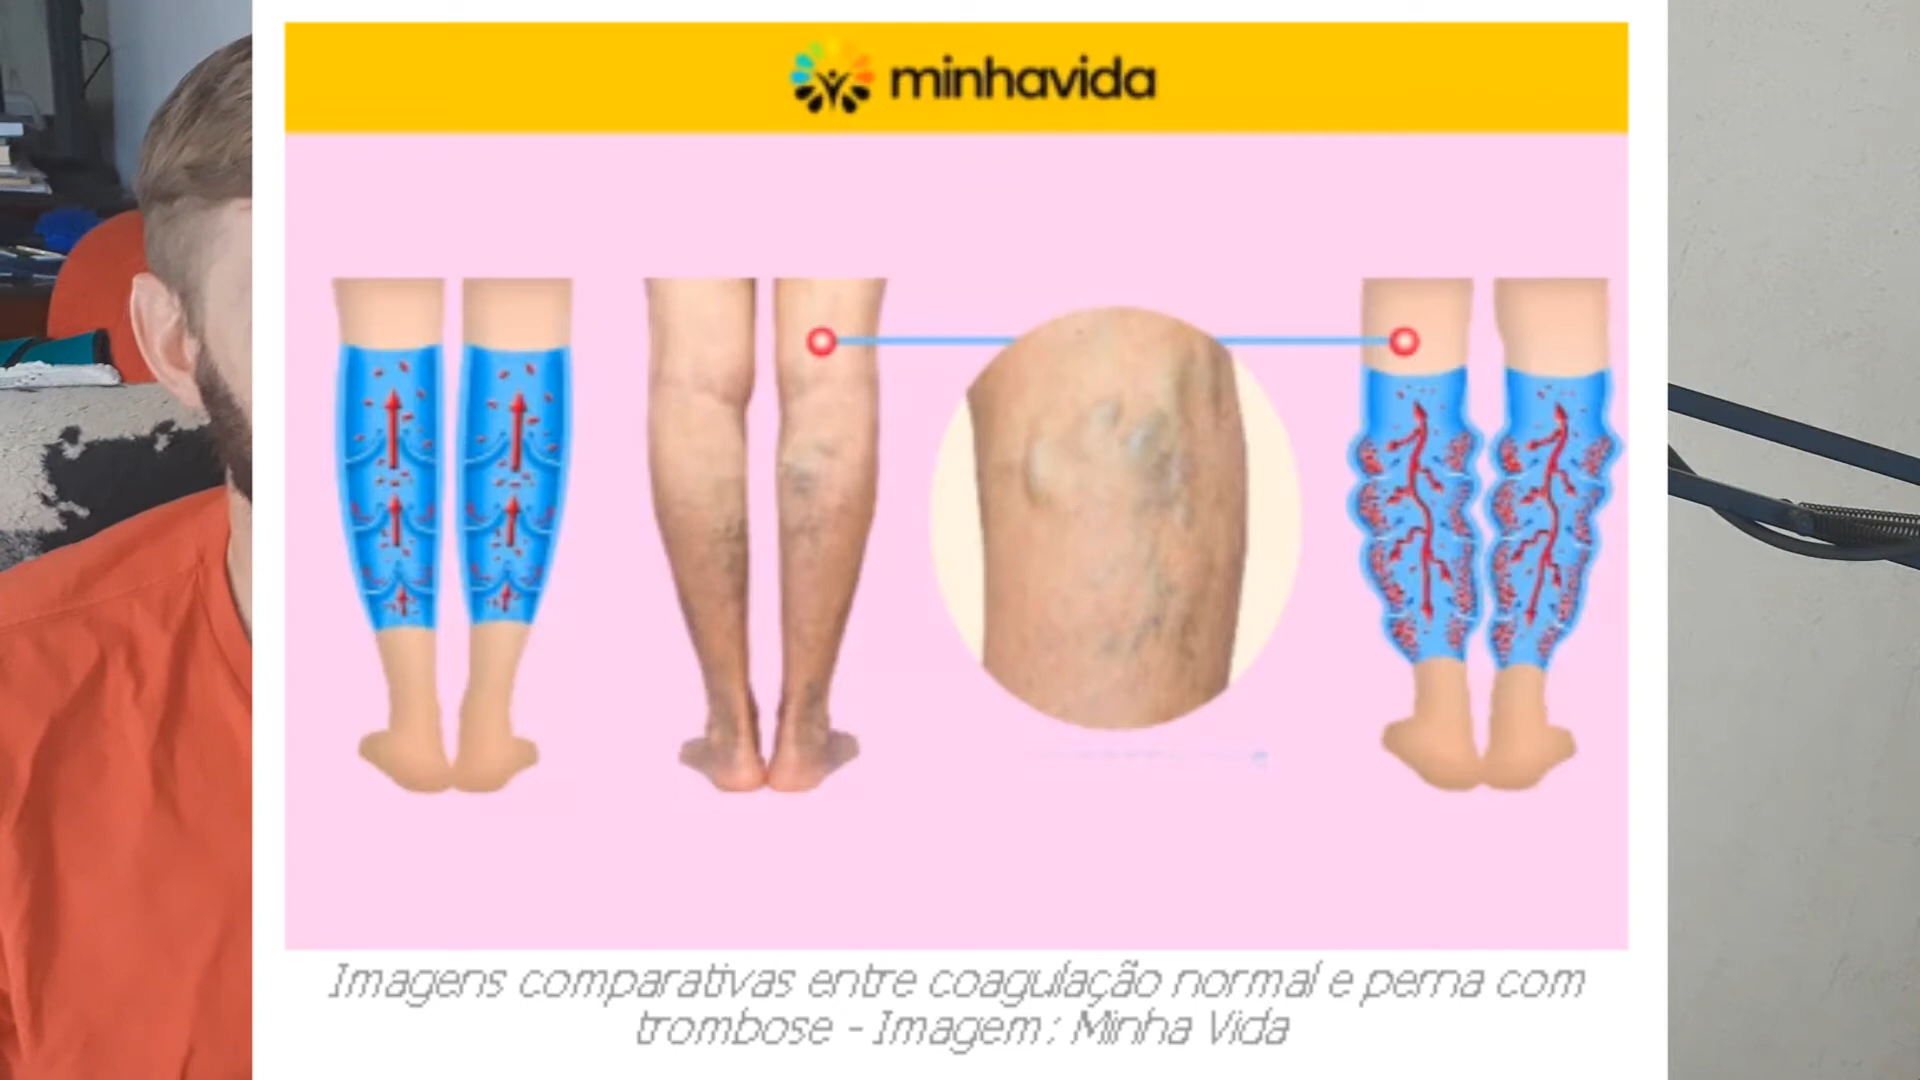 minhavida
Imagens comparativas entre coagulação normal e perna com
trombose - Imagem: Minha Vida